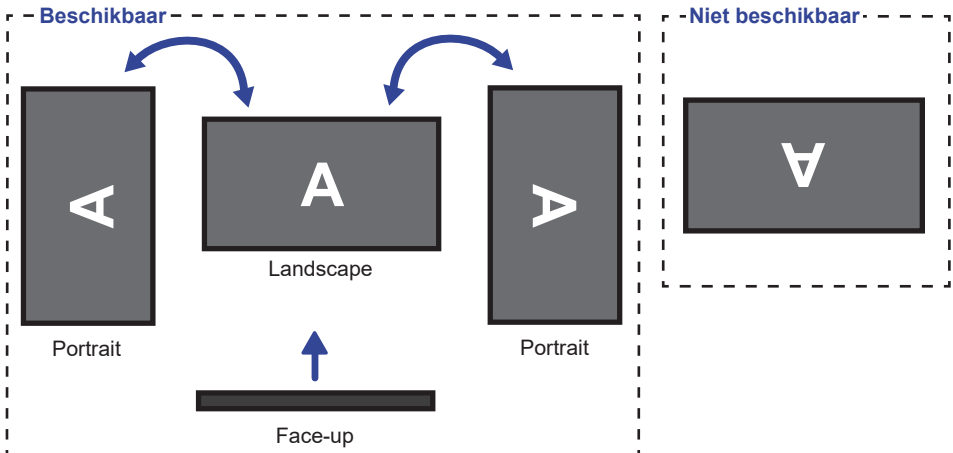 Beschikbaar
Niet beschikbaar
A
A
A
A
Landscape
Portrait
Portrait
Face-up